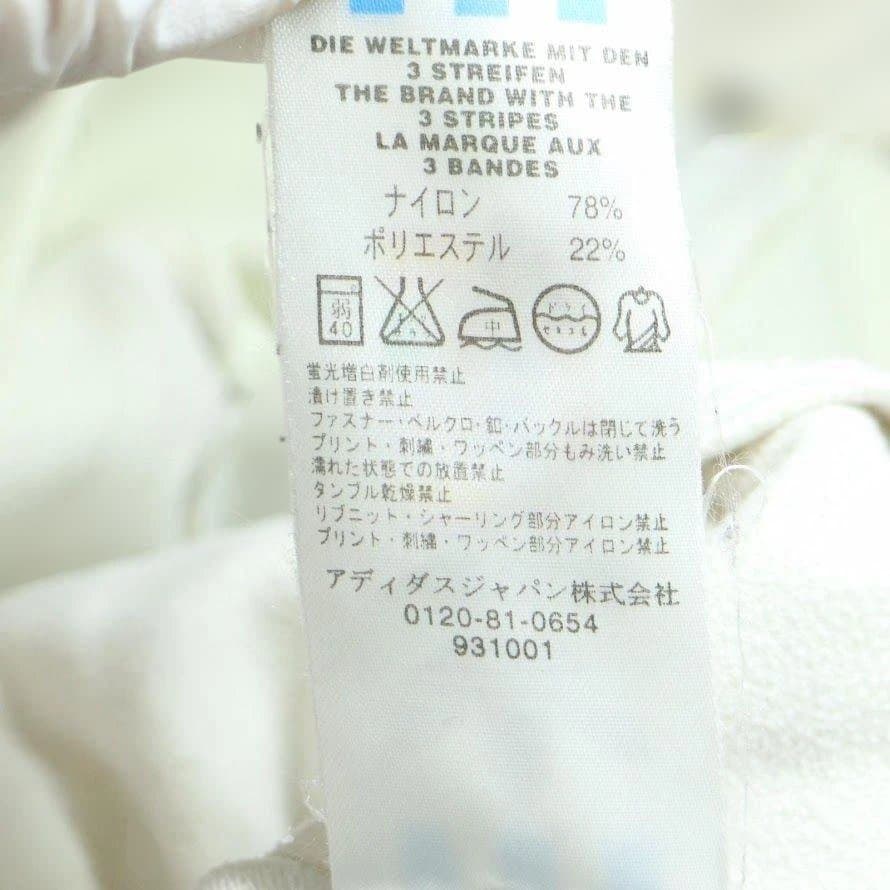 DIE WELTMARKE MIT DEN
3 STREIFEN
THE BRAND WITH THE
3 STRIPES
LA MARQUE AUX
3 BANDES
ナイロン 78%
ポリエステル 22%
弱 40 中 ドライ セキユ系
蛍光増白剤使用禁止
漬け置き禁止
ファスナー・ベルクロ・釦・バックルは閉じて洗う
プリント・刺繍・ワッペン部分もみ洗い禁止
濡れた状態での放置禁止
タンブル乾燥禁止
リブニット・シャーリング部分アイロン禁止
プリント・刺繍・ワッペン部分アイロン禁止
アディダスジャパン株式会社
0120-81-0654
931001